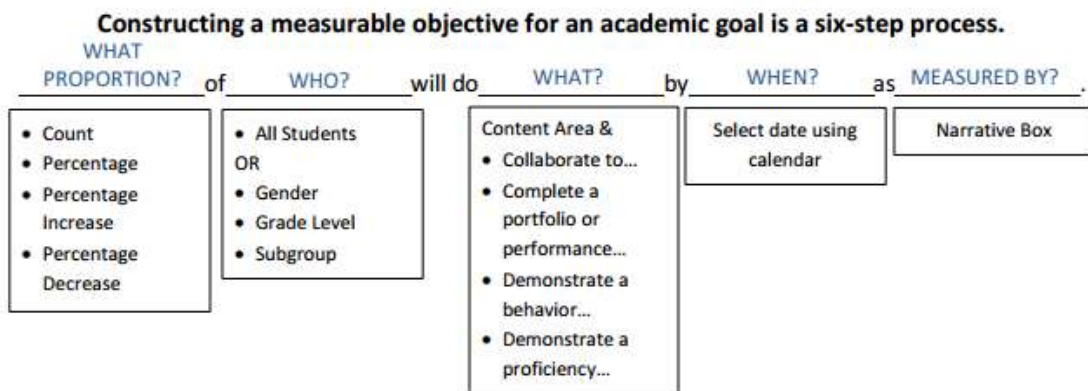 Constructing a measurable objective for an academic goal is a six-step process.
WHAT
PROPORTION? of WHO? will do WHAT? by WHEN? as MEASURED BY? .
• Count
• Percentage
• Percentage
Increase
• Percentage
Decrease
• All Students
OR
• Gender
• Grade Level
• Subgroup
Content Area &
• Collaborate to…
• Complete a
portfolio or
performance…
• Demonstrate a
behavior…
• Demonstrate a
proficiency…
Select date using
calendar
Narrative Box